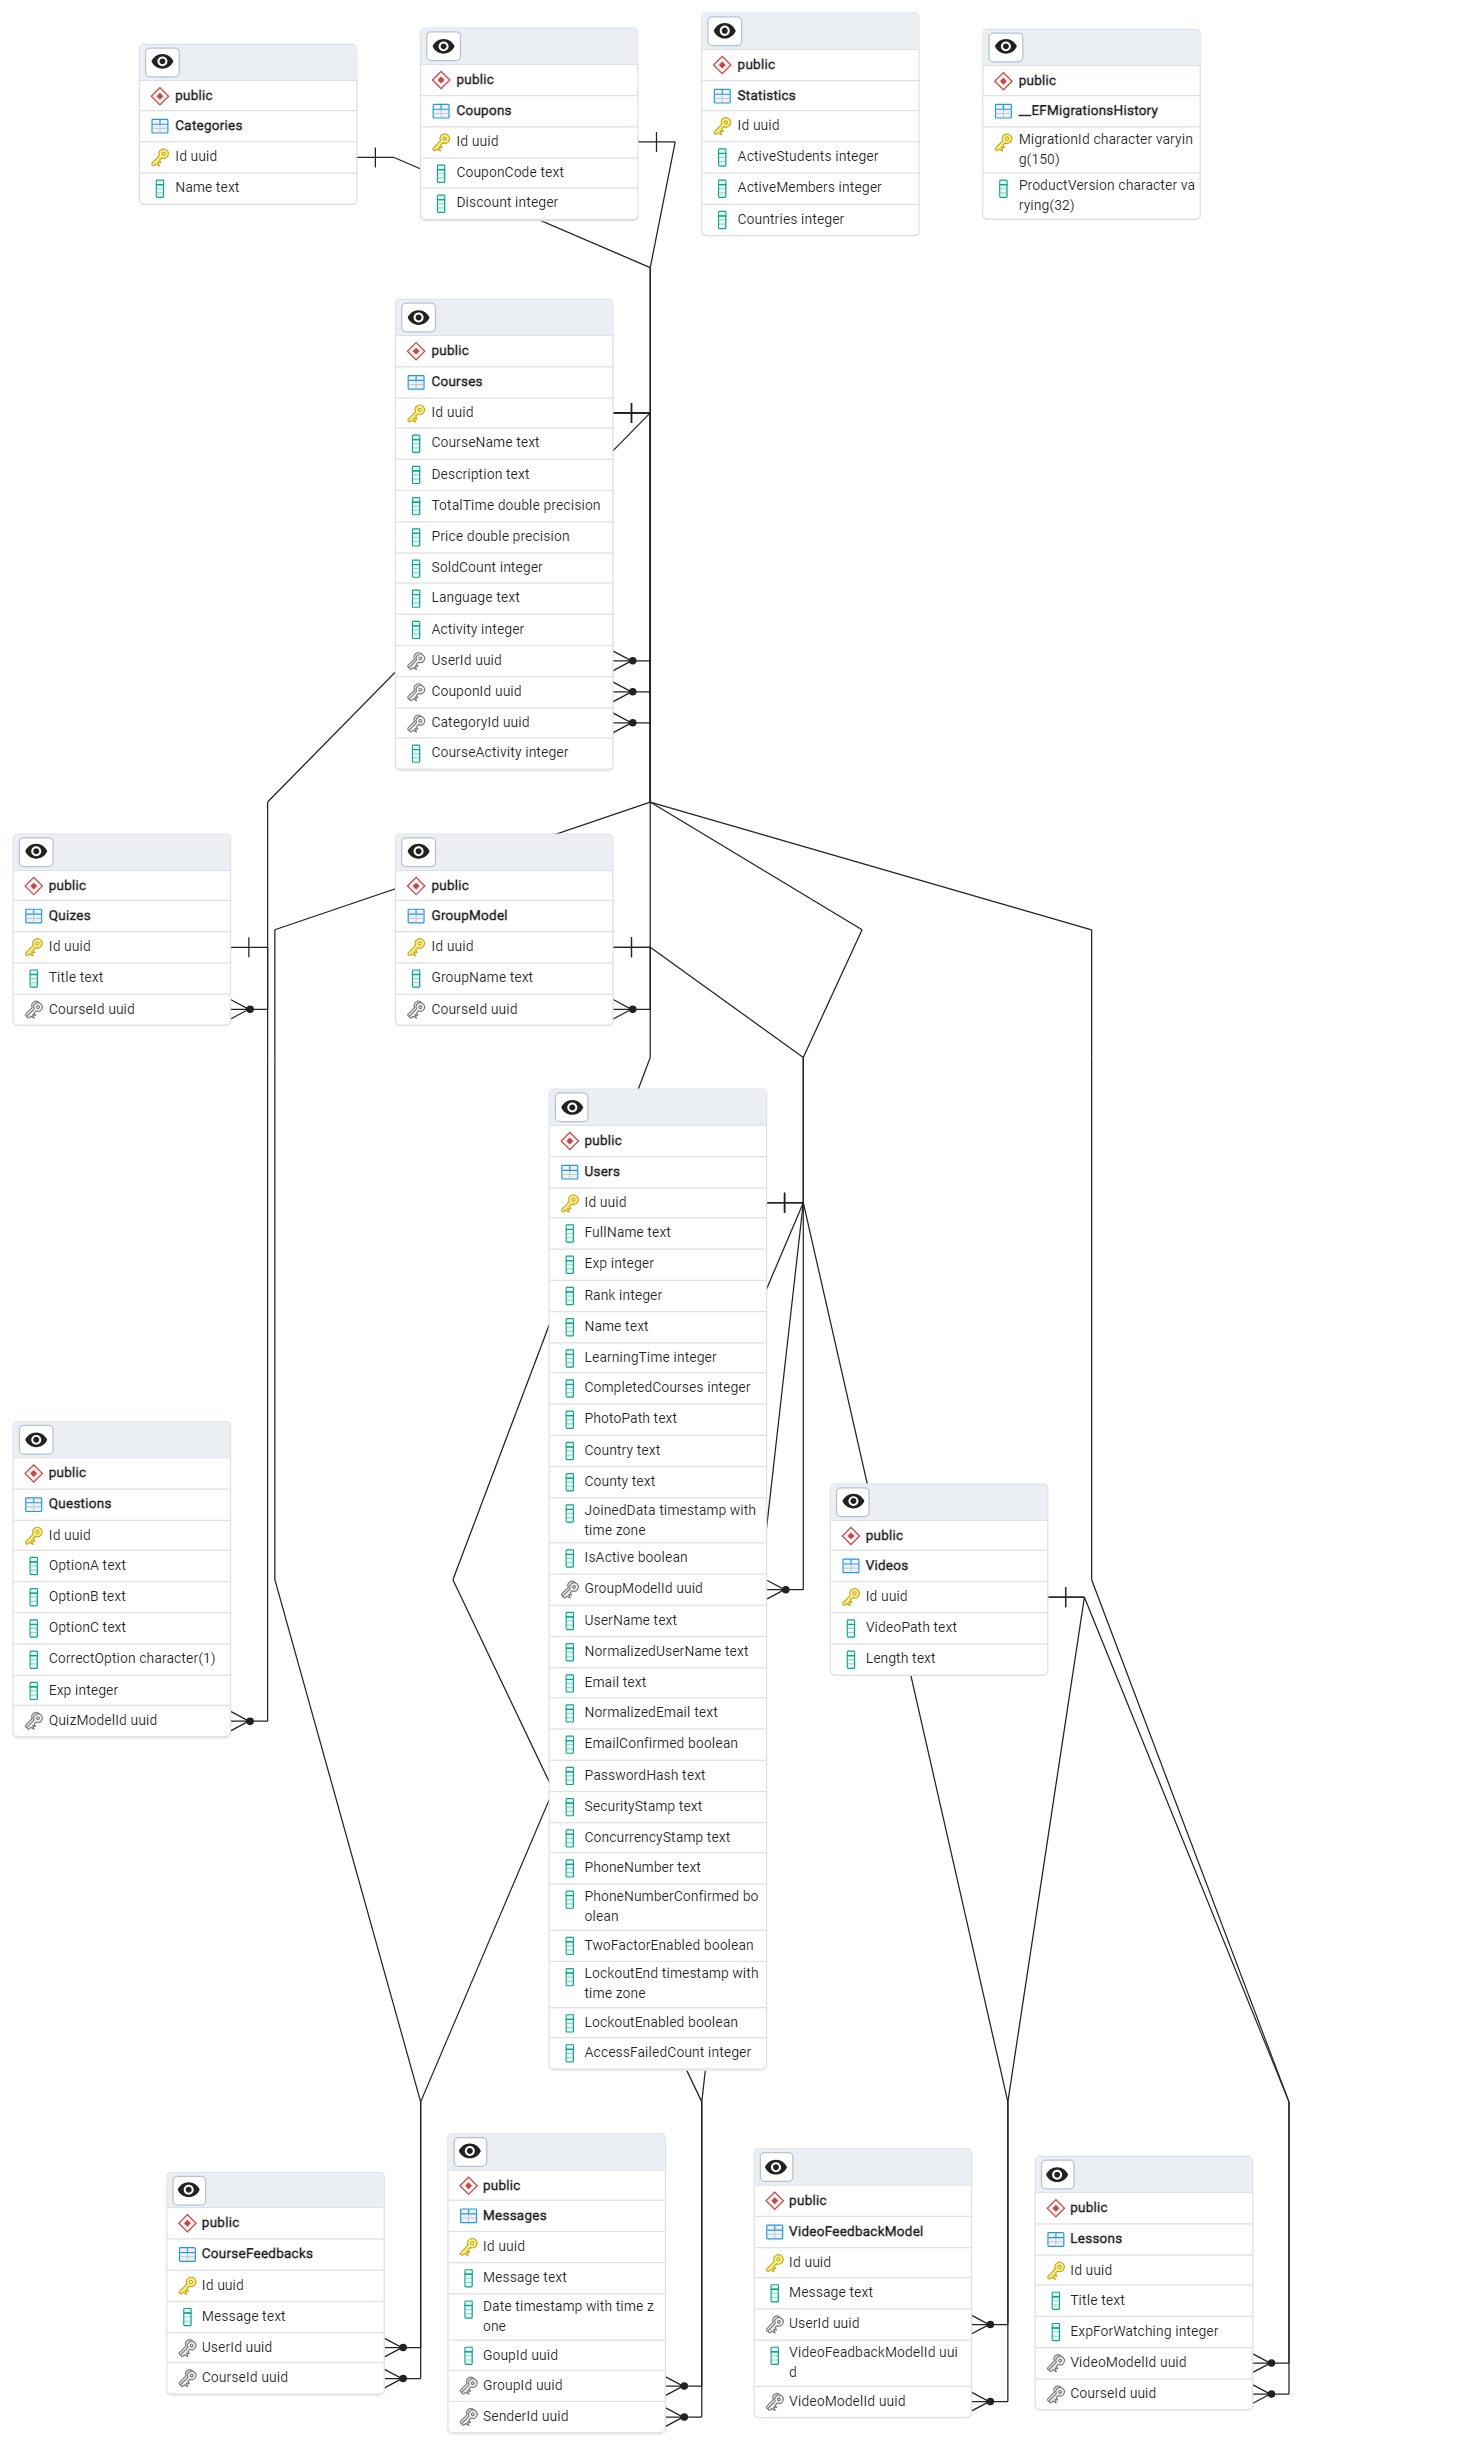 public
Categories
Id uuid
Name text
public
Coupons
Id uuid
CouponCode text
Discount integer
public
Statistics
Id uuid
ActiveStudents integer
ActiveMembers integer
Countries integer
public
__EFMigrationsHistory
MigrationId character varyin
g(150)
ProductVersion character va
rying(32)
public
Courses
Id uuid
CourseName text
Description text
TotalTime double precision
Price double precision
SoldCount integer
Language text
Activity integer
UserId uuid
CouponId uuid
CategoryId uuid
CourseActivity integer
public
Quizes
Id uuid
Title text
CourseId uuid
public
GroupModel
Id uuid
GroupName text
CourseId uuid
public
Users
Id uuid
FullName text
Exp integer
Rank integer
Name text
LearningTime integer
CompletedCourses integer
PhotoPath text
Country text
County text
JoinedData timestamp with
time zone
IsActive boolean
GroupModelId uuid
UserName text
NormalizedUserName text
Email text
NormalizedEmail text
EmailConfirmed boolean
PasswordHash text
SecurityStamp text
ConcurrencyStamp text
PhoneNumber text
PhoneNumberConfirmed bo
olean
TwoFactorEnabled boolean
LockoutEnd timestamp with
time zone
LockoutEnabled boolean
AccessFailedCount integer
public
Questions
Id uuid
OptionA text
OptionB text
OptionC text
CorrectOption character(1)
Exp integer
QuizModelId uuid
public
Videos
Id uuid
VideoPath text
Length text
public
CourseFeedbacks
Id uuid
Message text
UserId uuid
CourseId uuid
public
Messages
Id uuid
Message text
Date timestamp with time z
one
GoupId uuid
GroupId uuid
SenderId uuid
public
VideoFeedbackModel
Id uuid
Message text
UserId uuid
VideoFeadbackModelId uui
d
VideoModelId uuid
public
Lessons
Id uuid
Title text
ExpForWatching integer
VideoModelId uuid
CourseId uuid